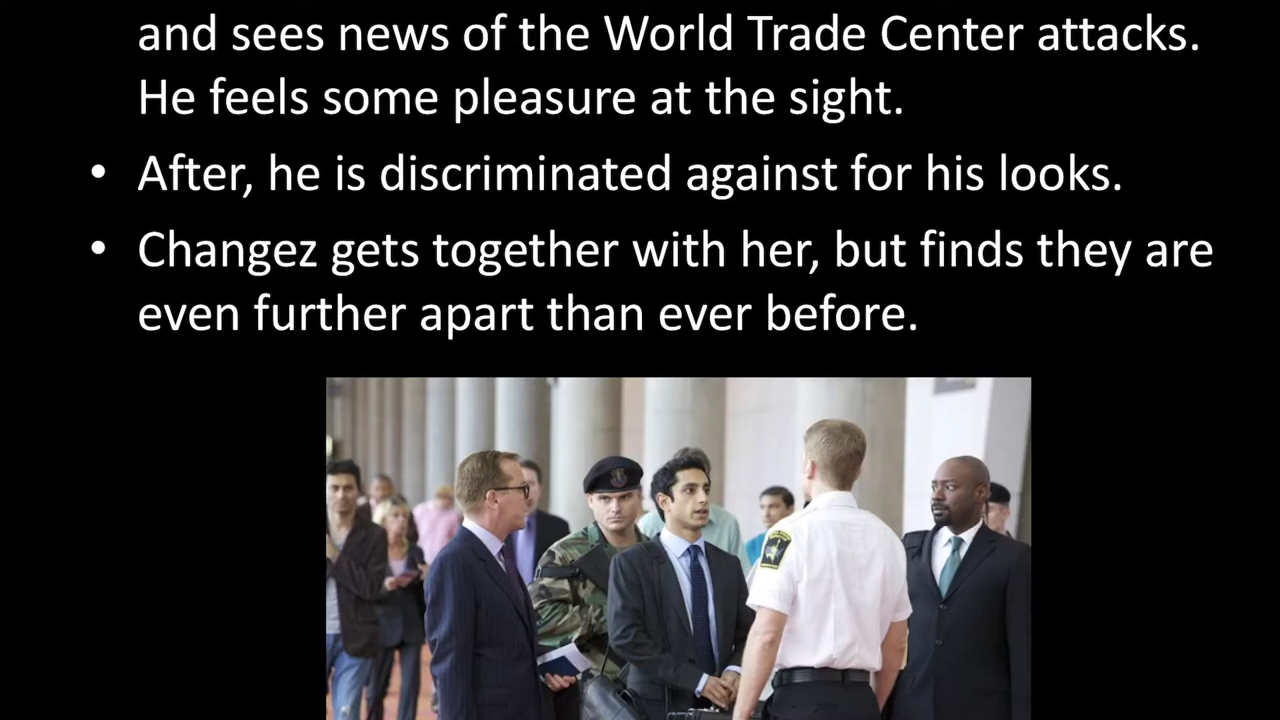 and sees news of the World Trade Center attacks.
He feels some pleasure at the sight.
• After, he is discriminated against for his looks.
• Changez gets together with her, but finds they are
even further apart than ever before.